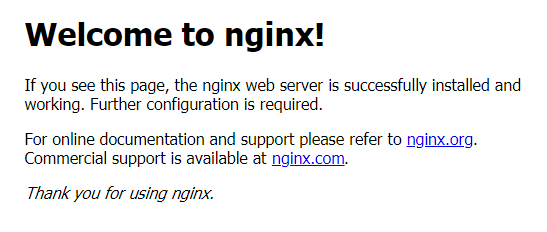 Welcome to nginx!
If you see this page, the nginx web server is successfully installed and
working. Further configuration is required.
For online documentation and support please refer to nginx.org.
Commercial support is available at nginx.com.
Thank you for using nginx.